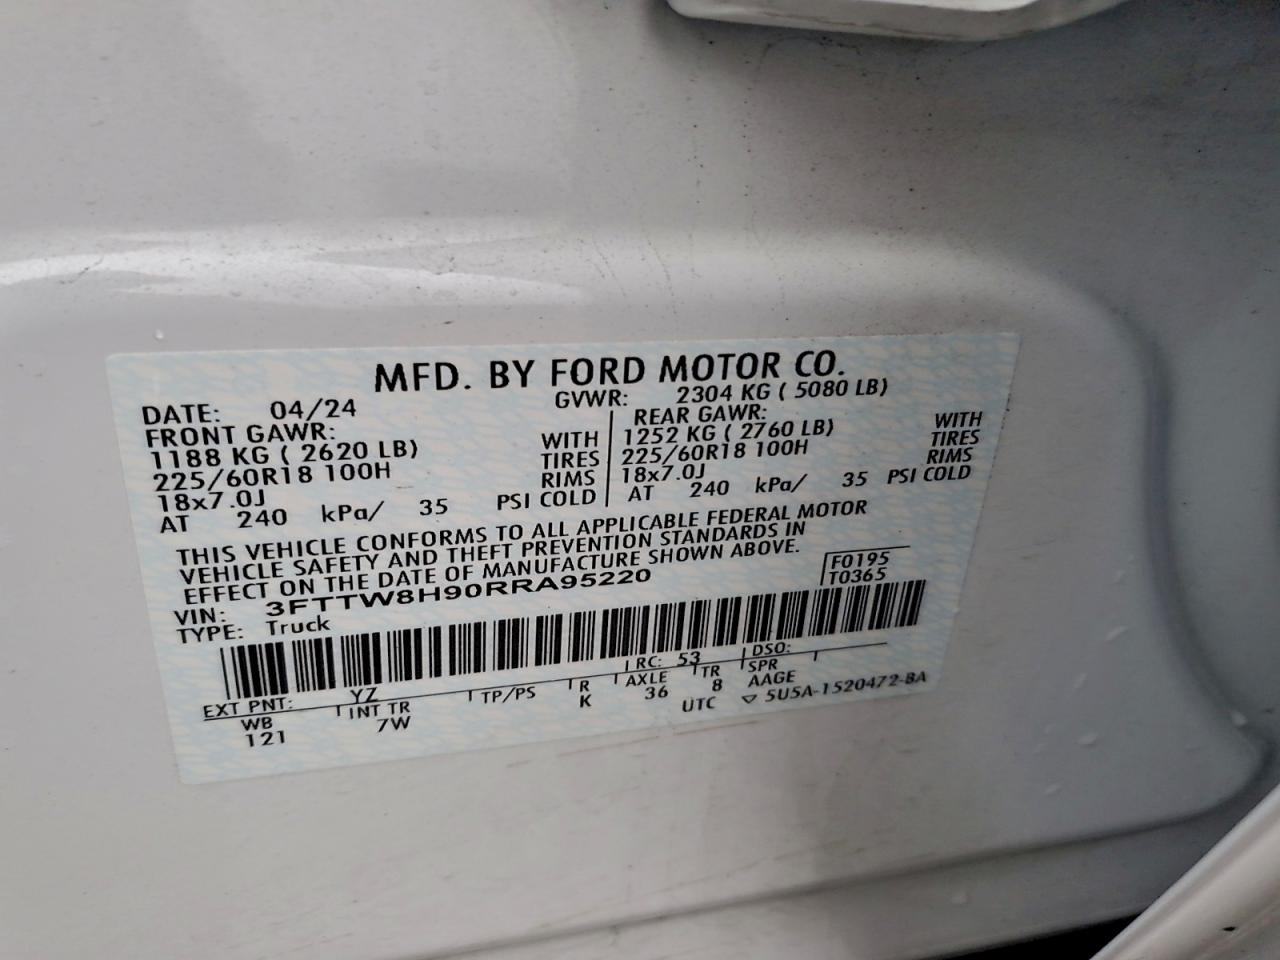 MFD. BY FORD MOTOR CO.
DATE: 04/24 GVWR: 2304 KG ( 5080 LB)
FRONT GAWR: REAR GAWR:
1188 KG ( 2620 LB) WITH 1252 KG ( 2760 LB) WITH
225/60R18 100H TIRES 225/60R18 100H TIRES
18x7.0J RIMS 18x7.0J RIMS
AT 240 kPa/ 35 PSI COLD AT 240 kPa/ 35 PSI COLD
THIS VEHICLE CONFORMS TO ALL APPLICABLE FEDERAL MOTOR
VEHICLE SAFETY AND THEFT PREVENTION STANDARDS IN
EFFECT ON THE DATE OF MANUFACTURE SHOWN ABOVE.
VIN: 3FTTW8H90RRA95220 F0195
TYPE: Truck T0365
EXT PNT: YZ RC: 53 DSO:
WB INT TR TP/PS R AXLE TR SPR
121 7W K 36 8 AAGE
UTC ▽ 5U5A-1520472-BA